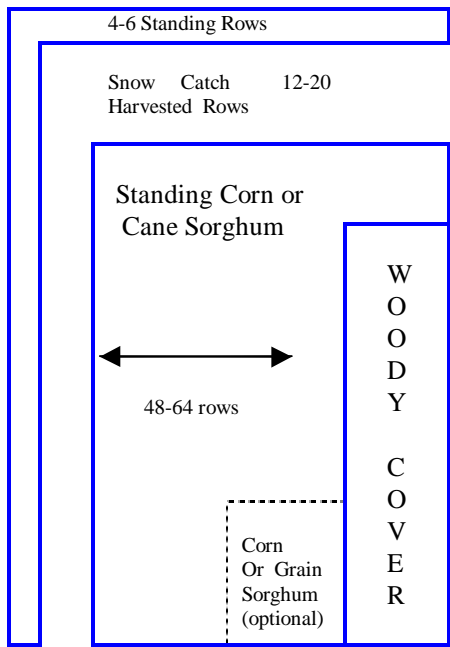 4-6 Standing Rows
Snow Catch 12-20
Harvested Rows
Standing Corn or
Cane Sorghum
48-64 rows
W
O
O
D
Y
C
O
V
E
R
Corn
Or Grain
Sorghum
(optional)